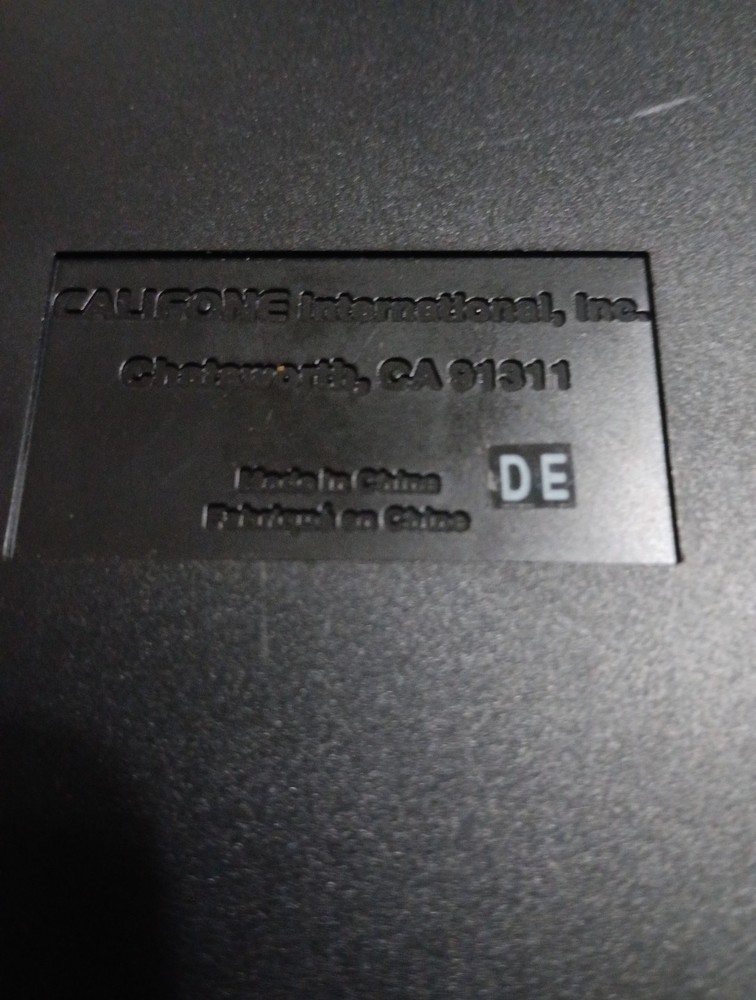 CALIFONE International, Inc.
Chatsworth, CA 91311
Made in China
DE
Fabriqué en Chine